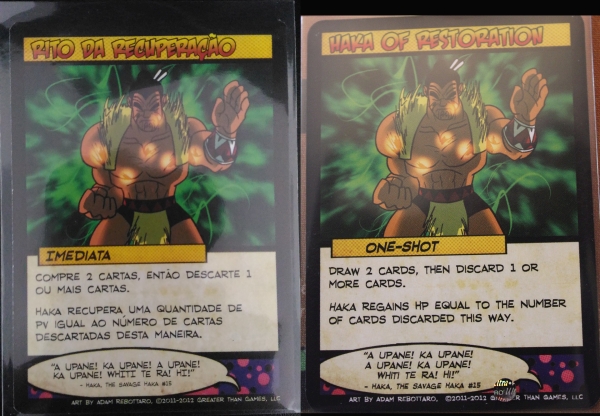 RITO DA RECUPERAÇÃO
IMEDIATA
COMPRE 2 CARTAS, ENTÃO DESCARTE 1
OU MAIS CARTAS.
HAKA RECUPERA UMA QUANTIDADE DE
PV IGUAL AO NÚMERO DE CARTAS
DESCARTADAS DESTA MANEIRA.
"A UPANE! KA UPANE! A UPANE!
KA UPANE! WHITI TE RA! HI!"
- HAKA, THE SAVAGE HAKA #15
ART BY ADAM REBOTTARO, ©2011-2012 GREATER THAN GAMES, LLC
HAKA OF RESTORATION
ONE-SHOT
DRAW 2 CARDS, THEN DISCARD 1 OR
MORE CARDS.
HAKA REGAINS HP EQUAL TO THE NUMBER
OF CARDS DISCARDED THIS WAY.
"A UPANE! KA UPANE!
A UPANE! KA UPANE!
WHITI TE RA! HI!"
- HAKA, THE SAVAGE HAKA #15
ART BY ADAM REBOTTARO, ©2011-2012 GREATER THAN GAMES, LLC